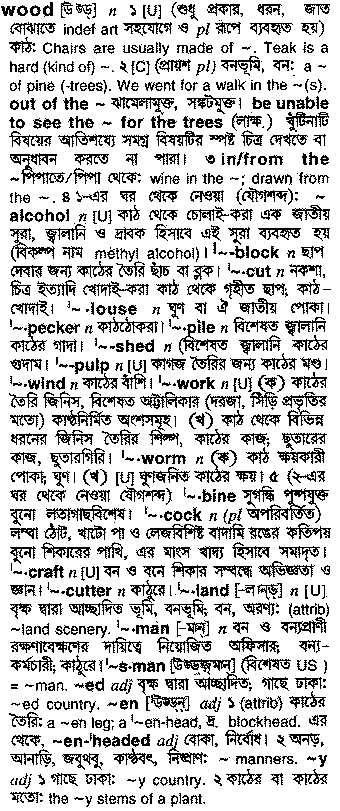 wood [উড্] n ১ [U] (শুধু প্রকার, ধরন, জাত
বোঝাতে indef art সহযোগে ও pl রূপে ব্যবহৃত হয়)
কাঠ: Chairs are usually made of ~. Teak is a
hard (kind of) ~. ২ [C] (প্রায়শ pl) বনভূমি, বন: a ~
of pine (-trees). We went for a walk in the ~(s).
out of the ~ ঝামেলামুক্ত, সঙ্কটমুক্ত। be unable
to see the ~ for the trees (লাক্ষ.) খুঁটিনাটি
বিষয়ের আতিশয্যে সমগ্র বিষয়টির স্পষ্ট চিত্র দেখতে বা
অনুধাবন করতে না পারা। ৩ in/from the
~পিপাতে/পিপা থেকে: wine in the ~; drawn from
the ~. ৪ ১-এর ঘর থেকে নেওয়া (যৌগশব্দ): ~
alcohol n [U] কাঠ থেকে চোলাই-করা এক জাতীয়
সুরা, জ্বালানি ও দ্রাবক হিসাবে এই সুরা ব্যবহৃত হয়
(বিকল্প নাম methyl alcohol)। '~-block n ছাপ
দেবার জন্য কাঠের তৈরি ছাঁচ বা ব্লুক। '~-cut n নকশা,
চিত্র ইত্যাদি খোদাই-করা কাঠ থেকে গৃহীত ছাপ; কাঠ-
খোদাই। '~-louse n ঘুণ বা ঐ জাতীয় পোকা।
'~-pecker n কাঠঠোকরা। '~-pile n বিশেষত জ্বালানি
কাঠের গাদা। '~-shed n (বিশেষত জ্বালানি) কাঠের
গুদাম। '~-pulp n [U] কাগজ তৈরির জন্য কাঠের মণ্ড।
'~-wind n কাঠের বাঁশি। '~-work n [U] (ক) কাঠের
তৈরি জিনিস, বিশেষত অট্টালিকার (দরজা, সিঁড়ি প্রভৃতির
মতো) কাষ্ঠনির্মিত অংশসমূহ। (খ) কাঠ থেকে বিভিন্ন
ধরনের জিনিস তৈরির শিল্প, কাঠের কাজ; ছুতারের
কাজ, ছুতারগিরি। '~-worm n (ক) কাঠ ক্ষয়কারী
পোকা; ঘুণ। (খ) [U] ঘুণজনিত কাঠের ক্ষয়। ৫ (২-এর
ঘর থেকে নেওয়া যৌগশব্দ) '~-bine সুগন্ধি পুষ্পযুক্ত
বুনো লতাগাছবিশেষ। '~-cock n (pl অপরিবর্তিত)
লম্বা ঠোঁট, খাটো পা ও লেজবিশিষ্ট বাদামি রঙের কতিপয়
বুনো শিকারের পাখি, এর মাংস খাদ্য হিসাবে সমাদৃত।
'~-craft n [U] বন ও বনে শিকার সম্বন্ধে অভিজ্ঞতা ও
জ্ঞান। '~-cutter n কাঠুরে। '~-land [–লান্‌ড্] n [U]
বৃক্ষ দ্বারা আচ্ছাদিত ভূমি, বনভূমি; বন, অরণ্য: (attrib)
~land scenery. '~-man [–মান্] n বন ও বন্যপ্রাণী
রক্ষণাবেক্ষণের দায়িত্বে নিয়োজিত অফিসার; বন্য-
কর্মচারী; কাঠুরে। '~s-man [উড্‌জ্‌মান্] (বিশেষত US )
= ~man. ~ed adj বৃক্ষ দ্বারা আচ্ছাদিত; গাছে ঢাকা:
~ed country. ~en ['উড্‌ন্] adj ১ (attrib) কাঠের
তৈরি: a ~en leg; a '~en-head, দ্র. blockhead. এর
থেকে, ~en-'headed adj বোকা, নির্বোধ। ২ অনড়,
আনাড়ি, জবুথবু, কাষ্ঠবৎ, নিষ্প্রাণ: ~ manners. ~y
adj ১ গাছে ঢাকা: ~y country. ২ কাঠের বা কাঠের
মতো: the ~y stems of a plant.